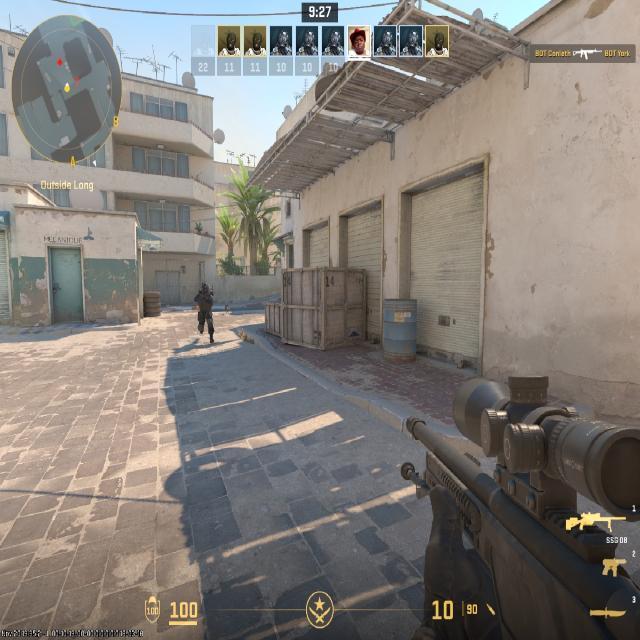 9:27
22 11 11 10 10 10
BOT Conleth BOT York
B
A
Outside Long
MECANIQUE
1
SSG 08
2
3
100 100
10 | 90